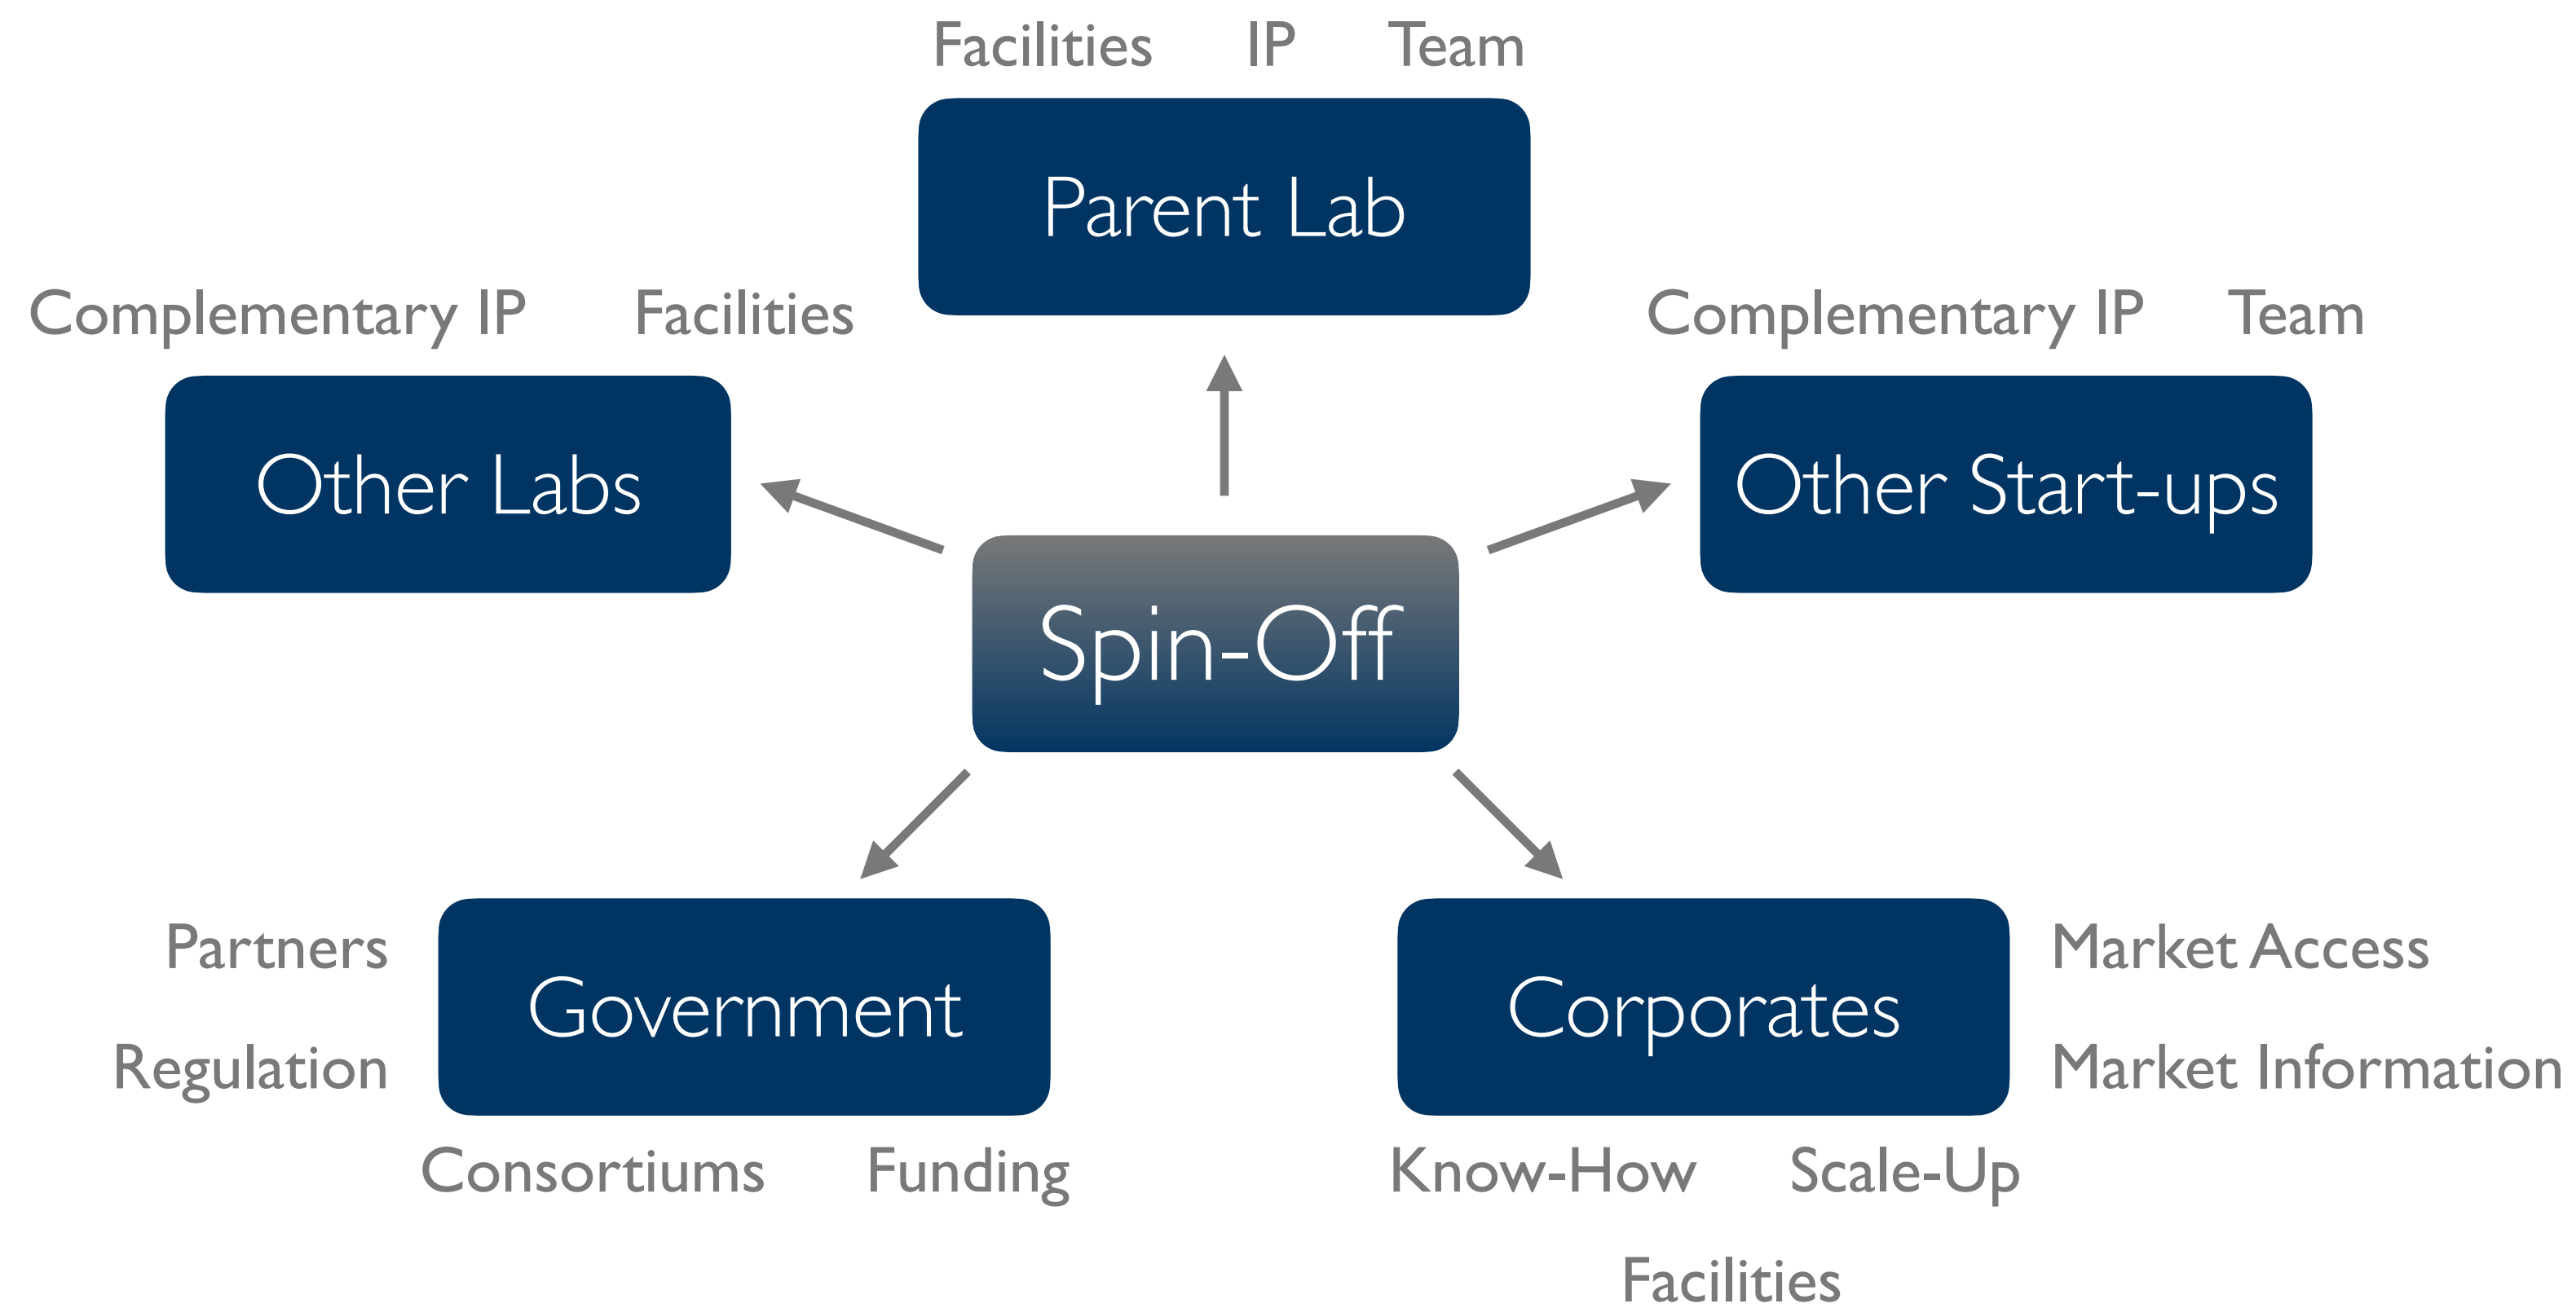 Facilities IP Team
Parent Lab
Complementary IP Facilities
Other Labs
Complementary IP Team
Other Start-ups
Spin-Off
Partners
Regulation
Government
Consortiums Funding
Corporates
Market Access
Market Information
Know-How Scale-Up
Facilities